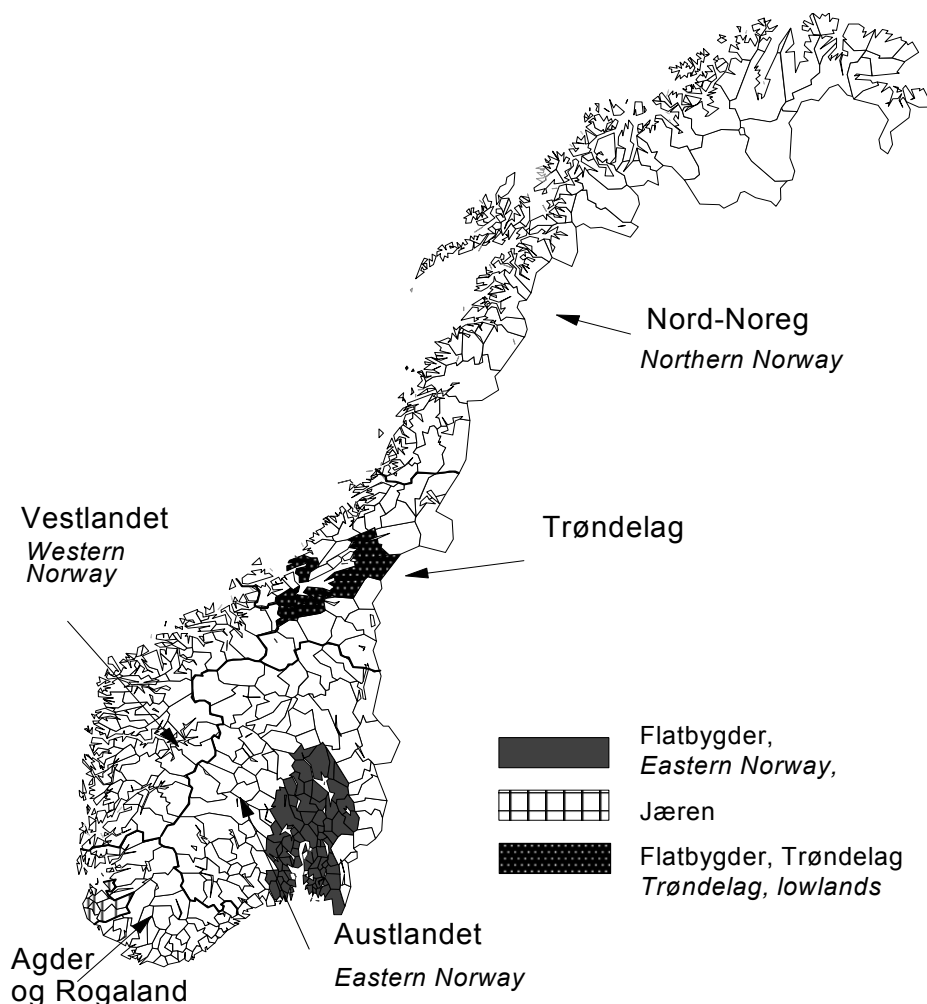 Nord-Noreg
Northern Norway
Vestlandet
Western
Norway
Trøndelag
Flatbygder,
Eastern Norway,
Jæren
Flatbygder, Trøndelag
Trøndelag, lowlands
Austlandet
Eastern Norway
Agder
og Rogaland